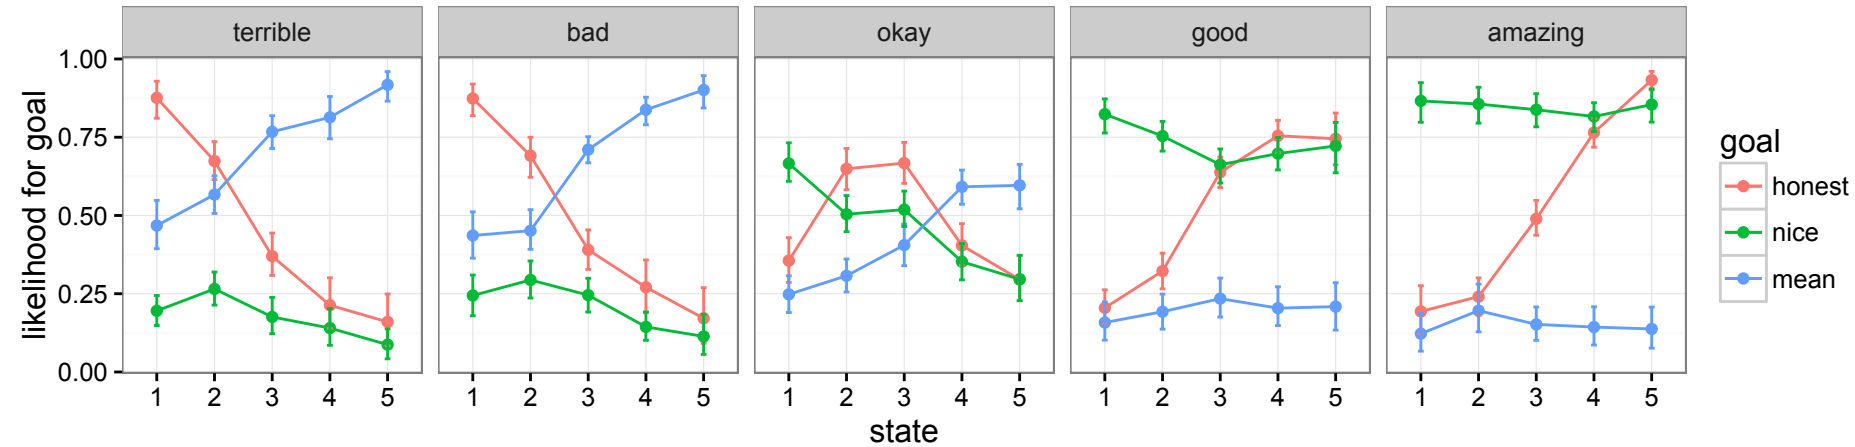 terrible bad okay good amazing
likelihood for goal
1.00
0.75
0.50
0.25
0.00
1 2 3 4 5 1 2 3 4 5 1 2 3 4 5 1 2 3 4 5 1 2 3 4 5
state
goal
honest
nice
mean